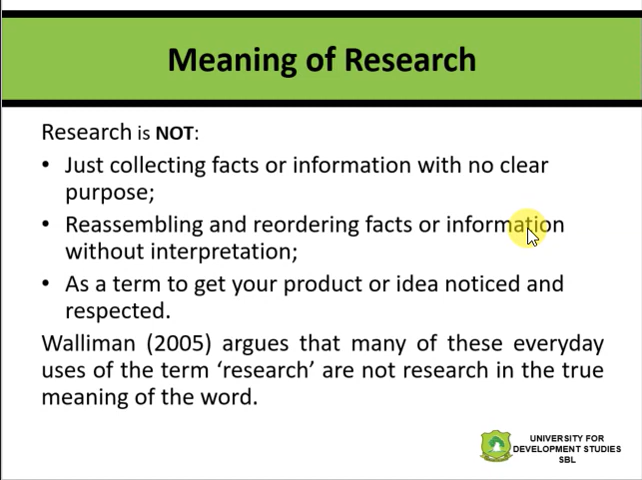 Meaning of Research
Research is NOT:
• Just collecting facts or information with no clear
purpose;
• Reassembling and reordering facts or information
without interpretation;
• As a term to get your product or idea noticed and
respected.
Walliman (2005) argues that many of these everyday
uses of the term ‘research’ are not research in the true
meaning of the word.
UNIVERSITY FOR
DEVELOPMENT STUDIES
SBL